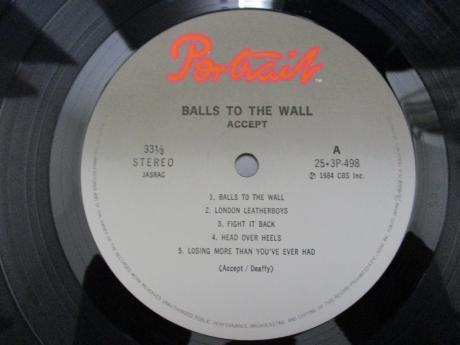 Portrait
TM
BALLS TO THE WALL
ACCEPT
33⅓
STEREO
JASRAC
A
25・3P-498
Ⓟ 1984 CBS Inc.
1. BALLS TO THE WALL
2. LONDON LEATHERBOYS
3. FIGHT IT BACK
4. HEAD OVER HEELS
5. LOSING MORE THAN YOU'VE EVER HAD
(Accept / Deaffy)